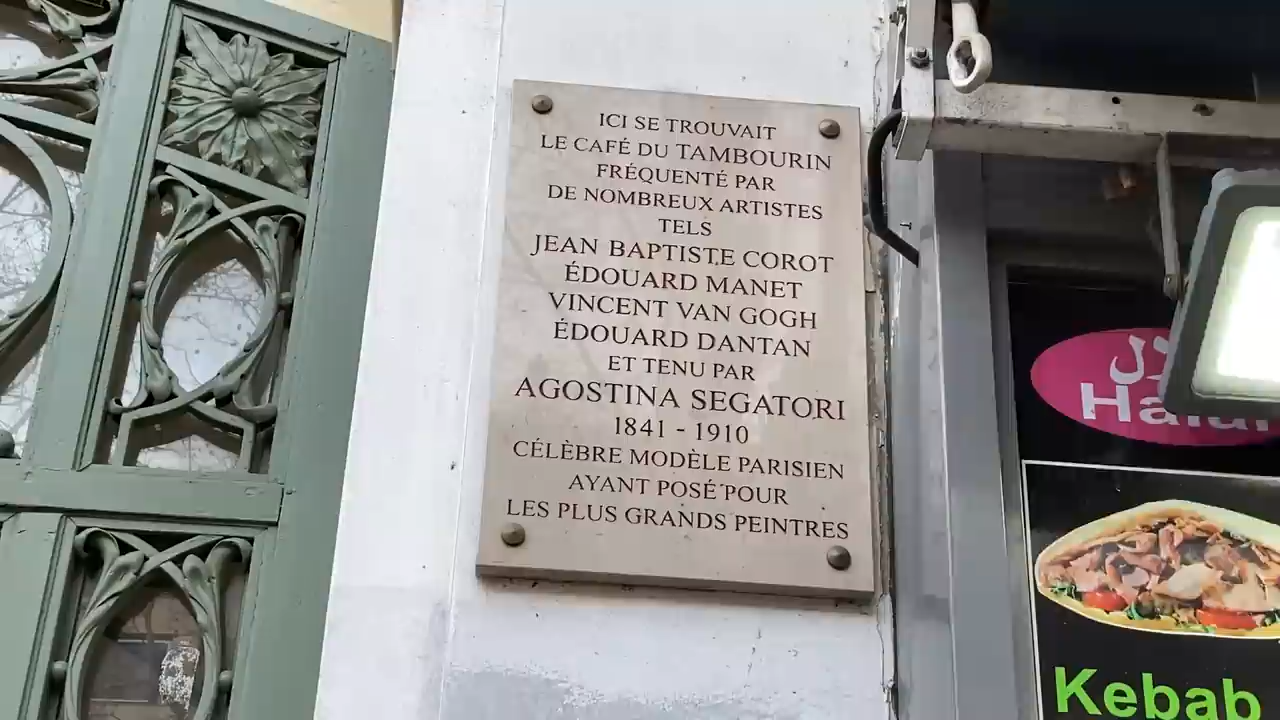 ICI SE TROUVAIT
LE CAFÉ DU TAMBOURIN
FRÉQUENTÉ PAR
DE NOMBREUX ARTISTES
TELS
JEAN BAPTISTE COROT
ÉDOUARD MANET
VINCENT VAN GOGH
ÉDOUARD DANTAN
ET TENU PAR
AGOSTINA SEGATORI
1841 - 1910
CÉLÈBRE MODÈLE PARISIEN
AYANT POSÉ POUR
LES PLUS GRANDS PEINTRES
Halal
Kebab